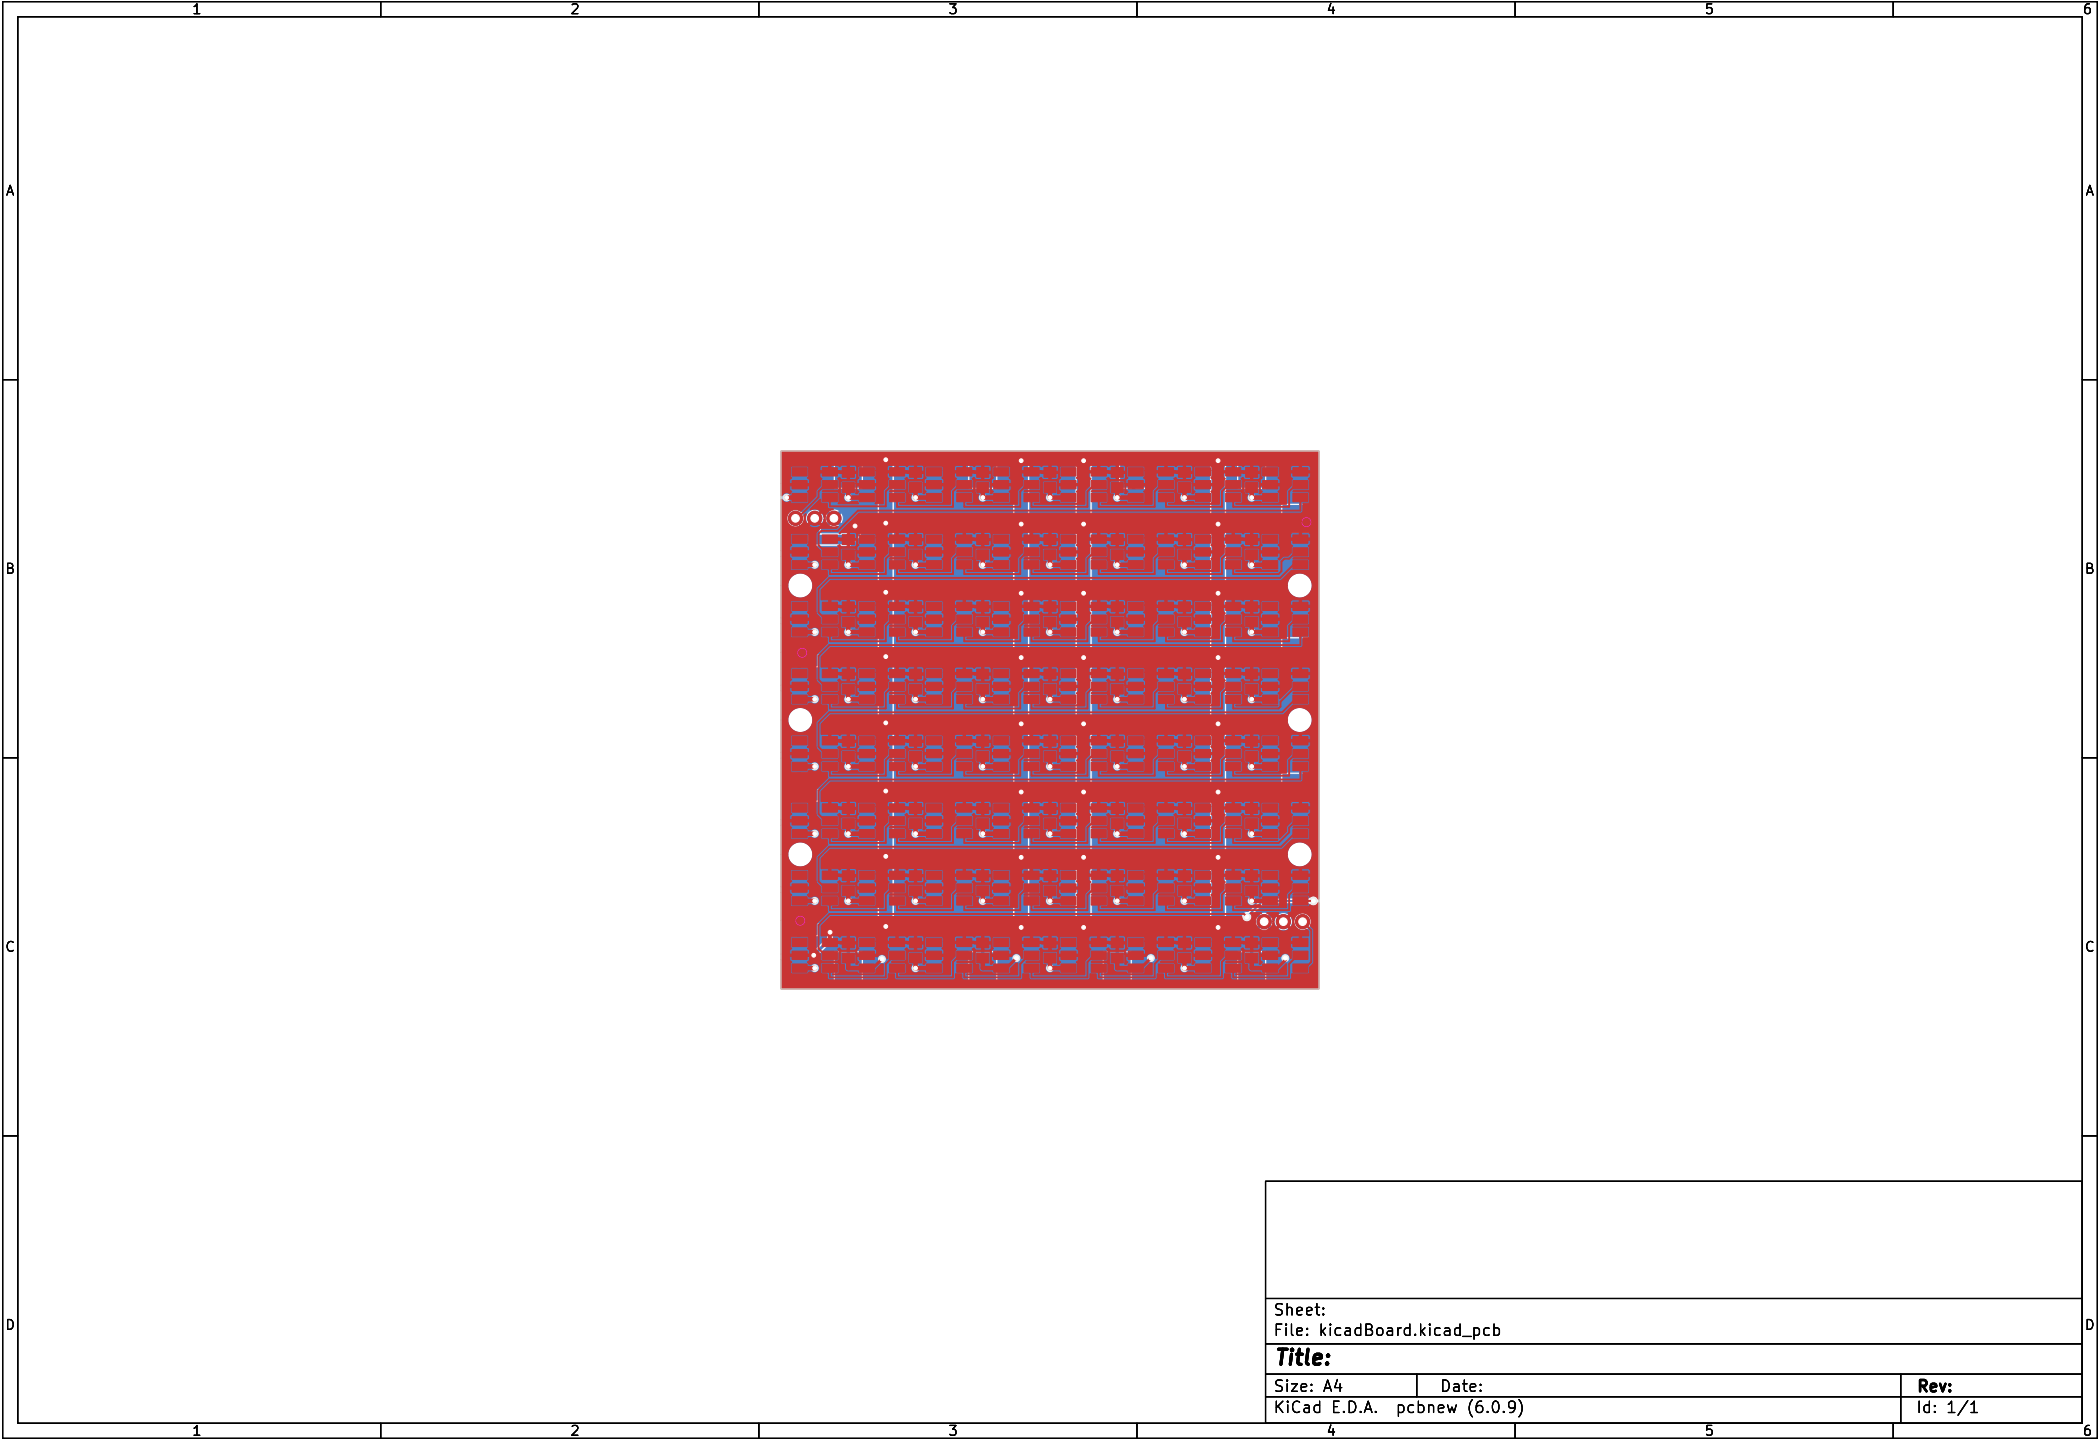 1 2 3 4 5 6
A A
B B
C C
D D
Sheet:
File: kicadBoard.kicad_pcb
Title:
Size: A4 Date: Rev:
KiCad E.D.A. pcbnew (6.0.9) Id: 1/1
1 2 3 4 5 6